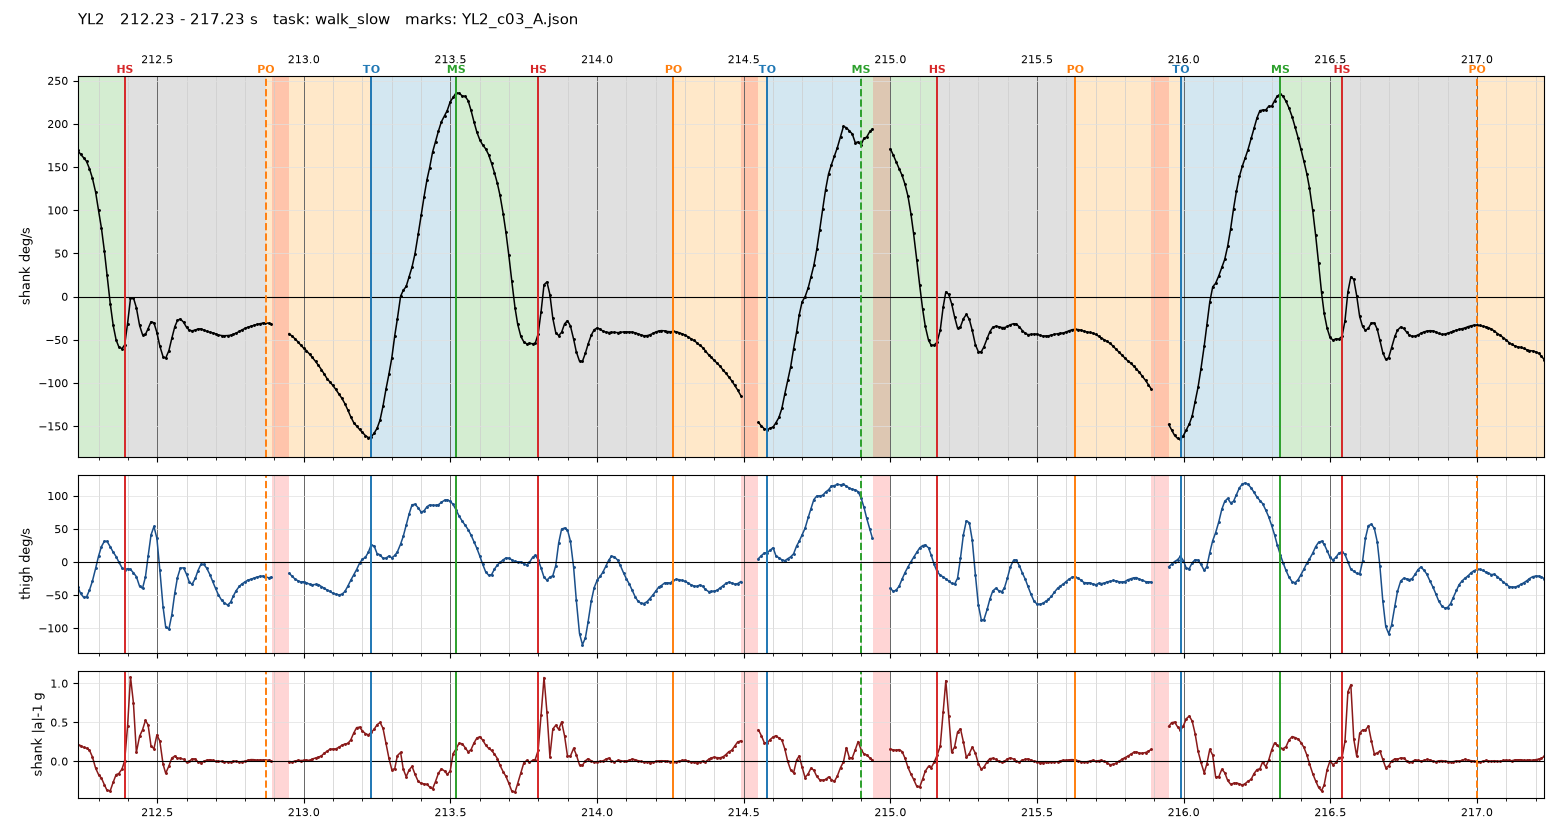 YL2   212.23 - 217.23 s   task: walk_slow   marks: YL2_c03_A.json
212.5 213.0 213.5 214.0 214.5 215.0 215.5 216.0 216.5 217.0
HS PO TO MS HS PO TO MS HS PO TO MS HS PO
250
200
150
100
50
0
−50
−100
−150
shank deg/s
100
50
0
−50
−100
thigh deg/s
1.0
0.5
0.0
shank |a|-1 g
212.5 213.0 213.5 214.0 214.5 215.0 215.5 216.0 216.5 217.0